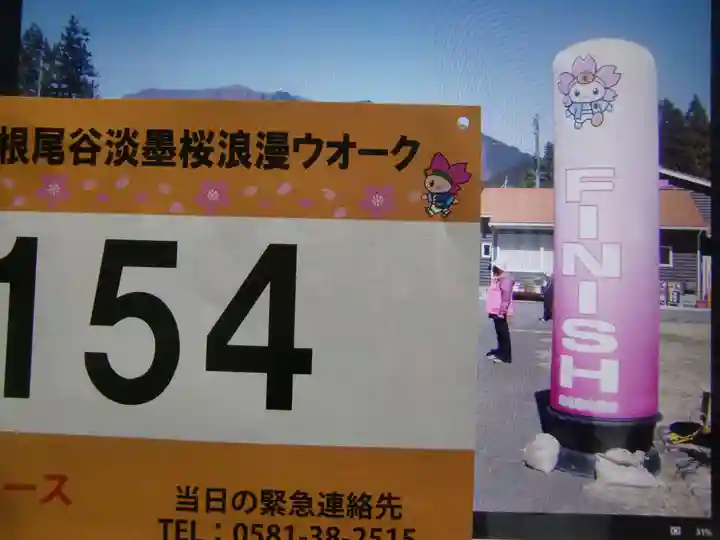 根尾谷淡墨桜浪漫ウオーク
154
ース
当日の緊急連絡先
TEL：0581-38-2515
FINISH
31%